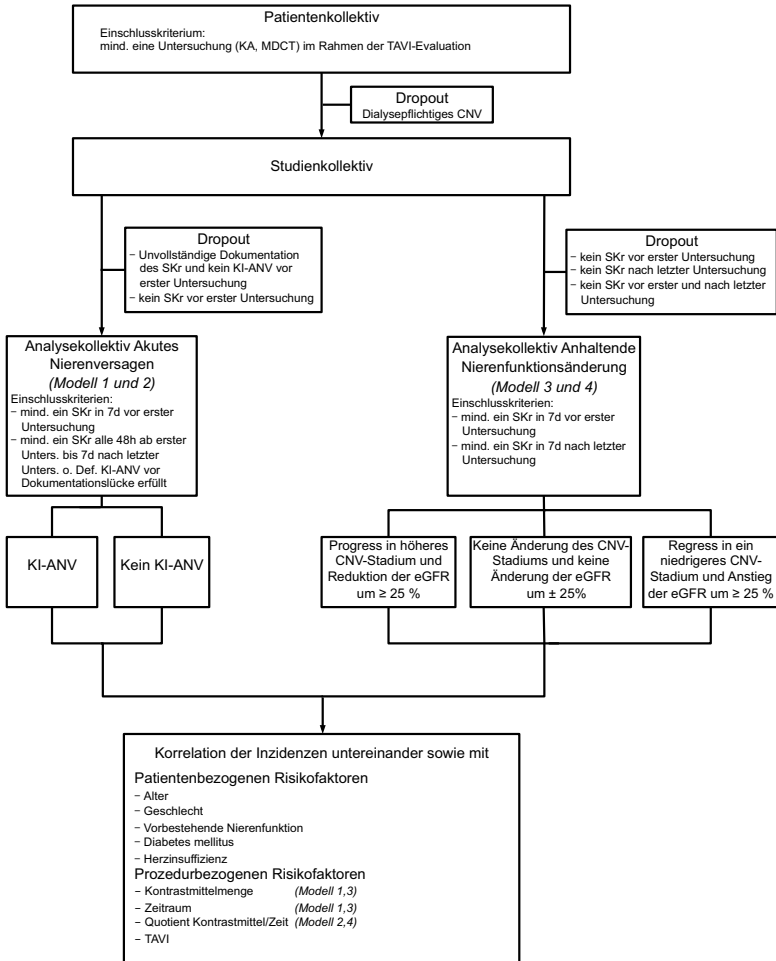 Patientenkollektiv
Einschlusskriterium:
mind. eine Untersuchung (KA, MDCT) im Rahmen der TAVI-Evaluation
Dropout
Dialysepflichtiges CNV
Studienkollektiv
Dropout
− Unvollständige Dokumentation
des SKr und kein KI-ANV vor
erster Untersuchung
− kein SKr vor erster Untersuchung
Dropout
− kein SKr vor erster Untersuchung
− kein SKr nach letzter Untersuchung
− kein SKr vor erster und nach letzter
Untersuchung
Analysekollektiv Akutes
Nierenversagen
(Modell 1 und 2)
Einschlusskriterien:
− mind. ein SKr in 7d vor erster
Untersuchung
− mind. ein SKr alle 48h ab erster
Unters. bis 7d nach letzter
Unters. o. Def. KI-ANV vor
Dokumentationslücke erfüllt
Analysekollektiv Anhaltende
Nierenfunktionsänderung
(Modell 3 und 4)
Einschlusskriterien:
− mind. ein SKr in 7d vor erster
Untersuchung
− mind. ein SKr in 7d nach letzter
Untersuchung
KI-ANV
Kein KI-ANV
Progress in höheres
CNV-Stadium und
Reduktion der eGFR
um ≥ 25 %
Keine Änderung des CNV-
Stadiums und keine
Änderung der eGFR
um ± 25%
Regress in ein
niedrigeres CNV-
Stadium und Anstieg
der eGFR um ≥ 25 %
Korrelation der Inzidenzen untereinander sowie mit
Patientenbezogenen Risikofaktoren
− Alter
− Geschlecht
− Vorbestehende Nierenfunktion
− Diabetes mellitus
− Herzinsuffizienz
Prozedurbezogenen Risikofaktoren
− Kontrastmittelmenge (Modell 1,3)
− Zeitraum (Modell 1,3)
− Quotient Kontrastmittel/Zeit (Modell 2,4)
− TAVI